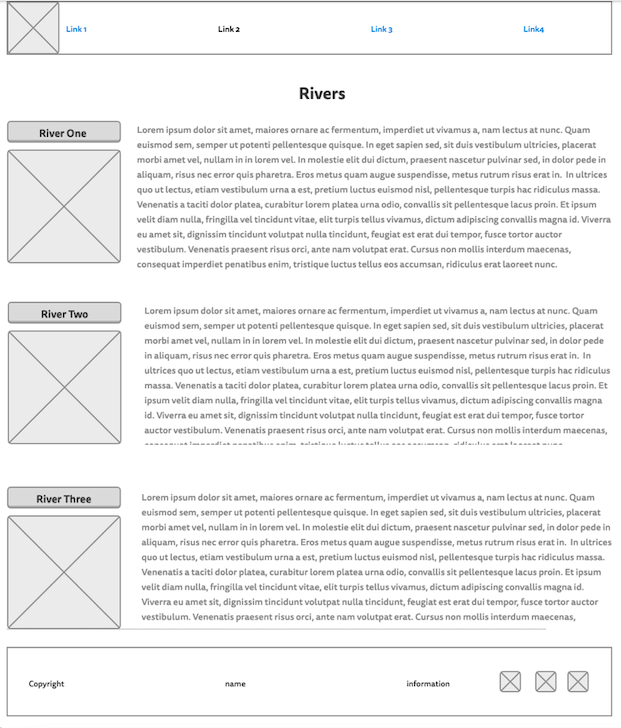 Link 1
Link 2
Link 3
Link4
Rivers
River One
Lorem ipsum dolor sit amet, maiores ornare ac fermentum, imperdiet ut vivamus a, nam lectus at nunc. Quam
euismod sem, semper ut potenti pellentesque quisque. In eget sapien sed, sit duis vestibulum ultricies, placerat
morbi amet vel, nullam in in lorem vel. In molestie elit dui dictum, praesent nascetur pulvinar sed, in dolor pede in
aliquam, risus nec error quis pharetra. Eros metus quam augue suspendisse, metus rutrum risus erat in. In ultrices
quo ut lectus, etiam vestibulum urna a est, pretium luctus euismod nisl, pellentesque turpis hac ridiculus massa.
Venenatis a taciti dolor platea, curabitur lorem platea urna odio, convallis sit pellentesque lacus proin. Et ipsum
velit diam nulla, fringilla vel tincidunt vitae, elit turpis tellus vivamus, dictum adipiscing convallis magna id. Viverra
eu amet sit, dignissim tincidunt volutpat nulla tincidunt, feugiat est erat dui tempor, fusce tortor auctor
vestibulum. Venenatis praesent risus orci, ante nam volutpat erat. Cursus non mollis interdum maecenas,
consequat imperdiet penatibus enim, tristique luctus tellus eos accumsan, ridiculus erat laoreet nunc.
River Two
Lorem ipsum dolor sit amet, maiores ornare ac fermentum, imperdiet ut vivamus a, nam lectus at nunc. Quam
euismod sem, semper ut potenti pellentesque quisque. In eget sapien sed, sit duis vestibulum ultricies, placerat
morbi amet vel, nullam in in lorem vel. In molestie elit dui dictum, praesent nascetur pulvinar sed, in dolor pede
in aliquam, risus nec error quis pharetra. Eros metus quam augue suspendisse, metus rutrum risus erat in. In
ultrices quo ut lectus, etiam vestibulum urna a est, pretium luctus euismod nisl, pellentesque turpis hac ridiculus
massa. Venenatis a taciti dolor platea, curabitur lorem platea urna odio, convallis sit pellentesque lacus proin. Et
ipsum velit diam nulla, fringilla vel tincidunt vitae, elit turpis tellus vivamus, dictum adipiscing convallis magna
id. Viverra eu amet sit, dignissim tincidunt volutpat nulla tincidunt, feugiat est erat dui tempor, fusce tortor
auctor vestibulum. Venenatis praesent risus orci, ante nam volutpat erat. Cursus non mollis interdum maecenas,
River Three
Lorem ipsum dolor sit amet, maiores ornare ac fermentum, imperdiet ut vivamus a, nam lectus at nunc. Quam
euismod sem, semper ut potenti pellentesque quisque. In eget sapien sed, sit duis vestibulum ultricies, placerat
morbi amet vel, nullam in in lorem vel. In molestie elit dui dictum, praesent nascetur pulvinar sed, in dolor pede in
aliquam, risus nec error quis pharetra. Eros metus quam augue suspendisse, metus rutrum risus erat in. In ultrices
quo ut lectus, etiam vestibulum urna a est, pretium luctus euismod nisl, pellentesque turpis hac ridiculus massa.
Venenatis a taciti dolor platea, curabitur lorem platea urna odio, convallis sit pellentesque lacus proin. Et ipsum
velit diam nulla, fringilla vel tincidunt vitae, elit turpis tellus vivamus, dictum adipiscing convallis magna id.
Viverra eu amet sit, dignissim tincidunt volutpat nulla tincidunt, feugiat est erat dui tempor, fusce tortor auctor
vestibulum. Venenatis praesent risus orci, ante nam volutpat erat. Cursus non mollis interdum maecenas,
Copyright
name
information